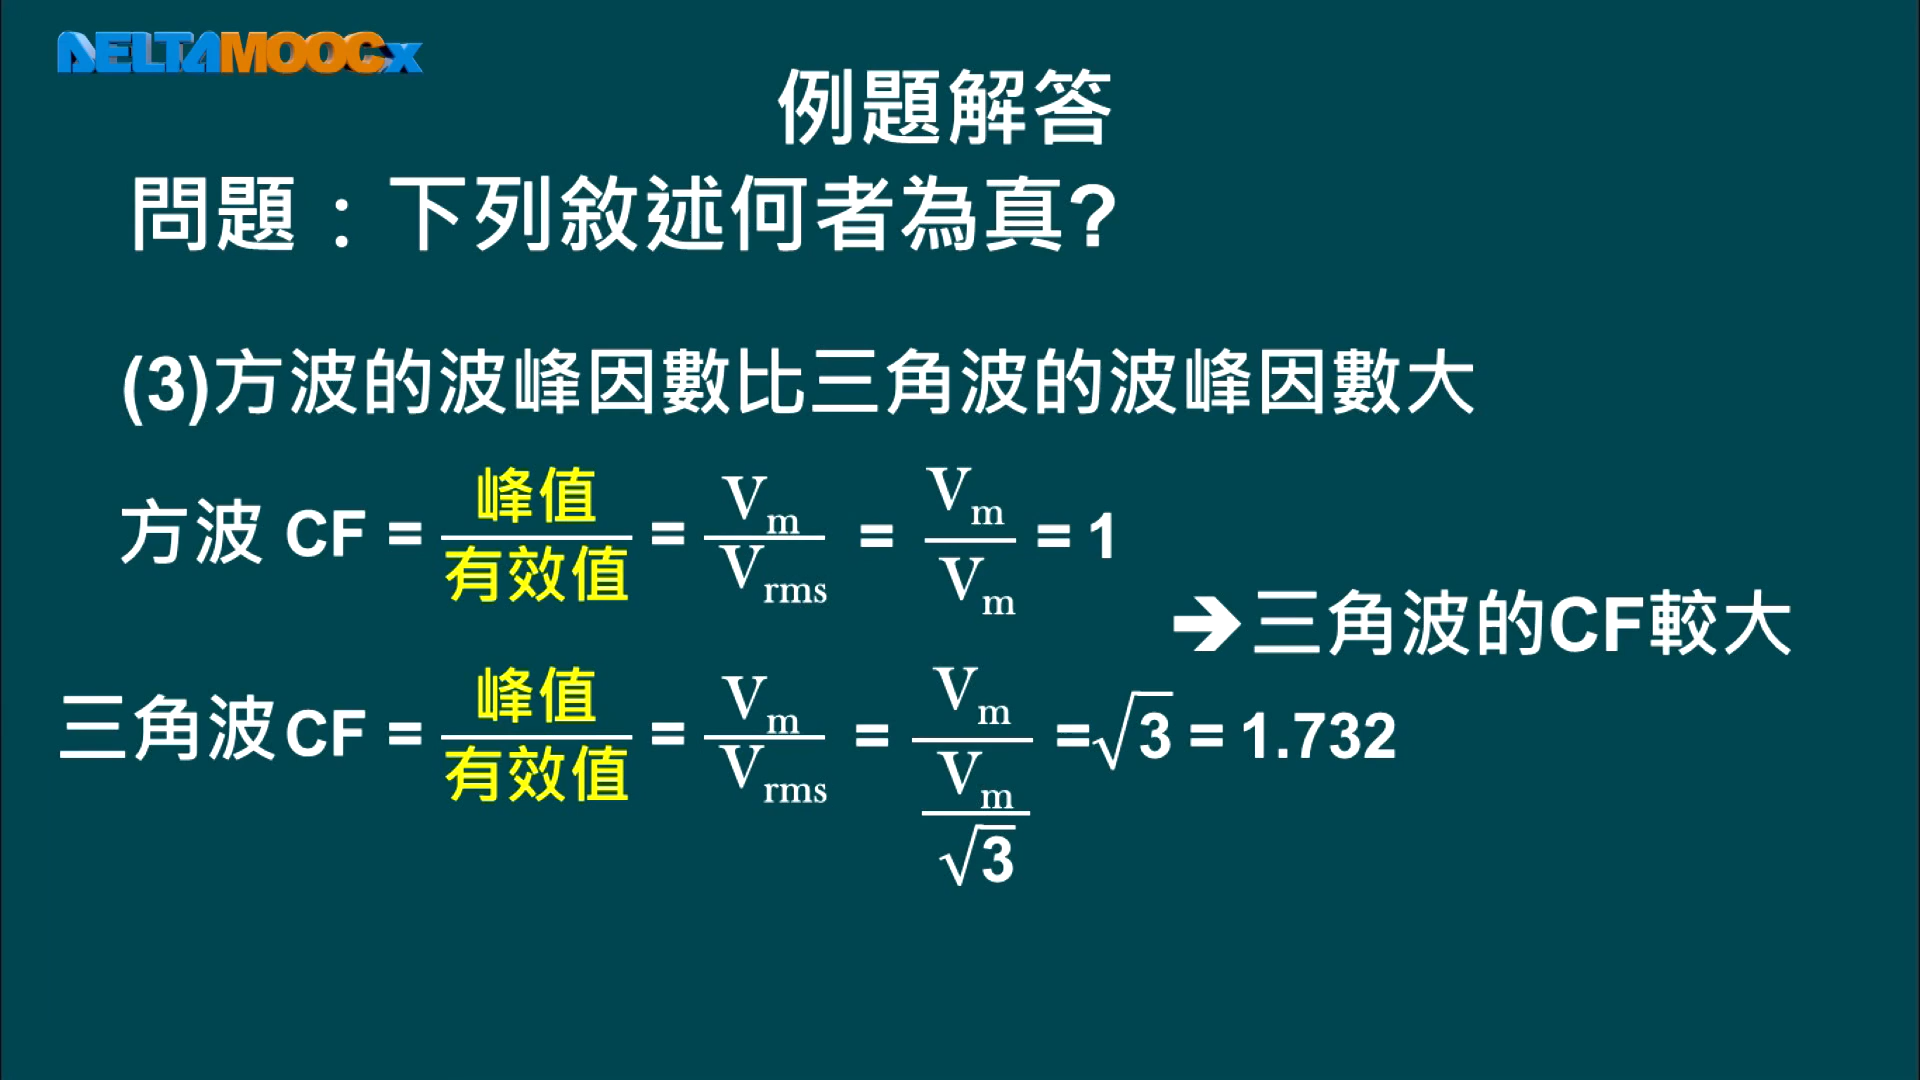 DELTAMOOCx
例題解答
問題：下列敘述何者為真?
(3)方波的波峰因數比三角波的波峰因數大
方波 CF = 峰值/有效值 = Vm/Vrms = Vm/Vm = 1
➔三角波的CF較大
三角波CF = 峰值/有效值 = Vm/Vrms = Vm/(Vm/√3) =√3 = 1.732